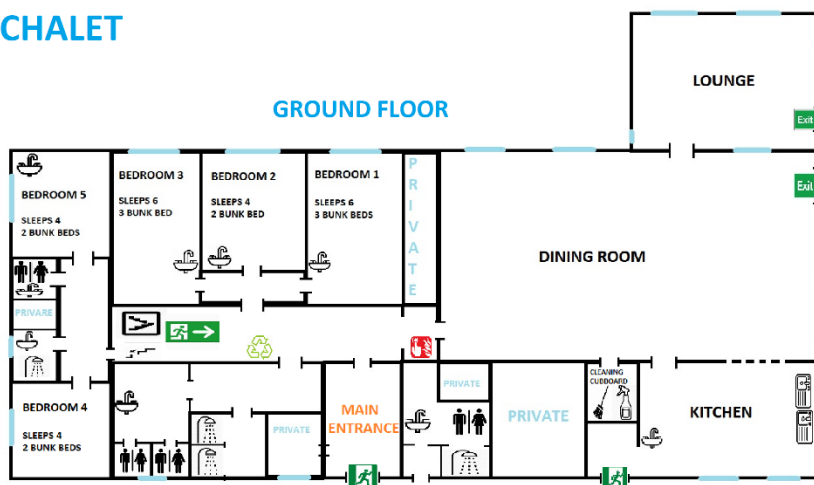 CHALET
GROUND FLOOR
LOUNGE
Exit
Exit
BEDROOM 5
SLEEPS 4
2 BUNK BEDS
BEDROOM 3
SLEEPS 6
3 BUNK BED
BEDROOM 2
SLEEPS 4
2 BUNK BED
BEDROOM 1
SLEEPS 6
3 BUNK BEDS
PRIVATE
DINING ROOM
PRIVARE
BEDROOM 4
SLEEPS 4
2 BUNK BEDS
PRIVATE
MAIN
ENTRANCE
PRIVATE
PRIVATE
CLEANING
CUBBOARD
KITCHEN